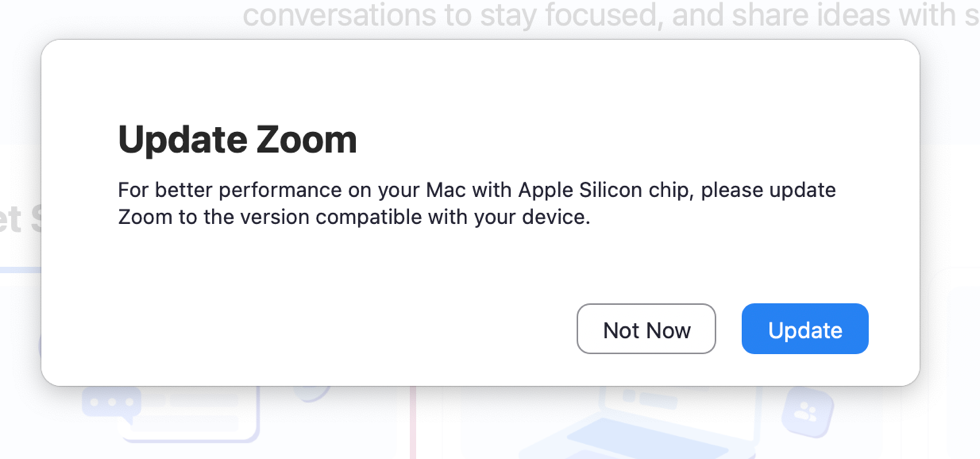 conversations to stay focused, and share ideas with s
Update Zoom
For better performance on your Mac with Apple Silicon chip, please update
Zoom to the version compatible with your device.
et S
Not Now
Update